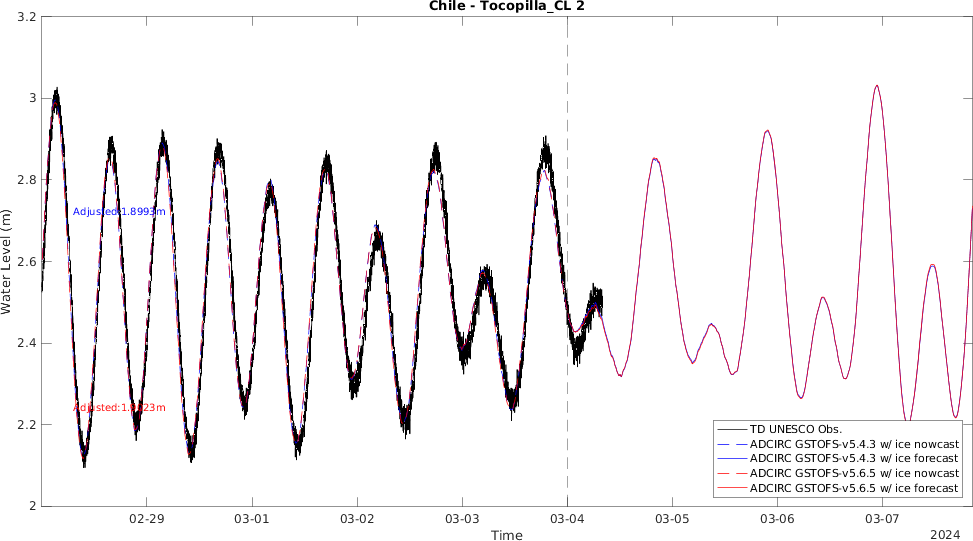 Chile - Tocopilla_CL 2
3.2
3
2.8
2.6
2.4
2.2
2
Water Level (m)
Adjusted:1.8993m
02-29
03-01
03-02
03-03
03-04
03-05
03-06
03-07
Time
2024
TD UNESCO Obs.
ADCIRC GSTOFS-v5.4.3 w/ ice nowcast
ADCIRC GSTOFS-v5.4.3 w/ ice forecast
ADCIRC GSTOFS-v5.6.5 w/ ice nowcast
ADCIRC GSTOFS-v5.6.5 w/ ice forecast